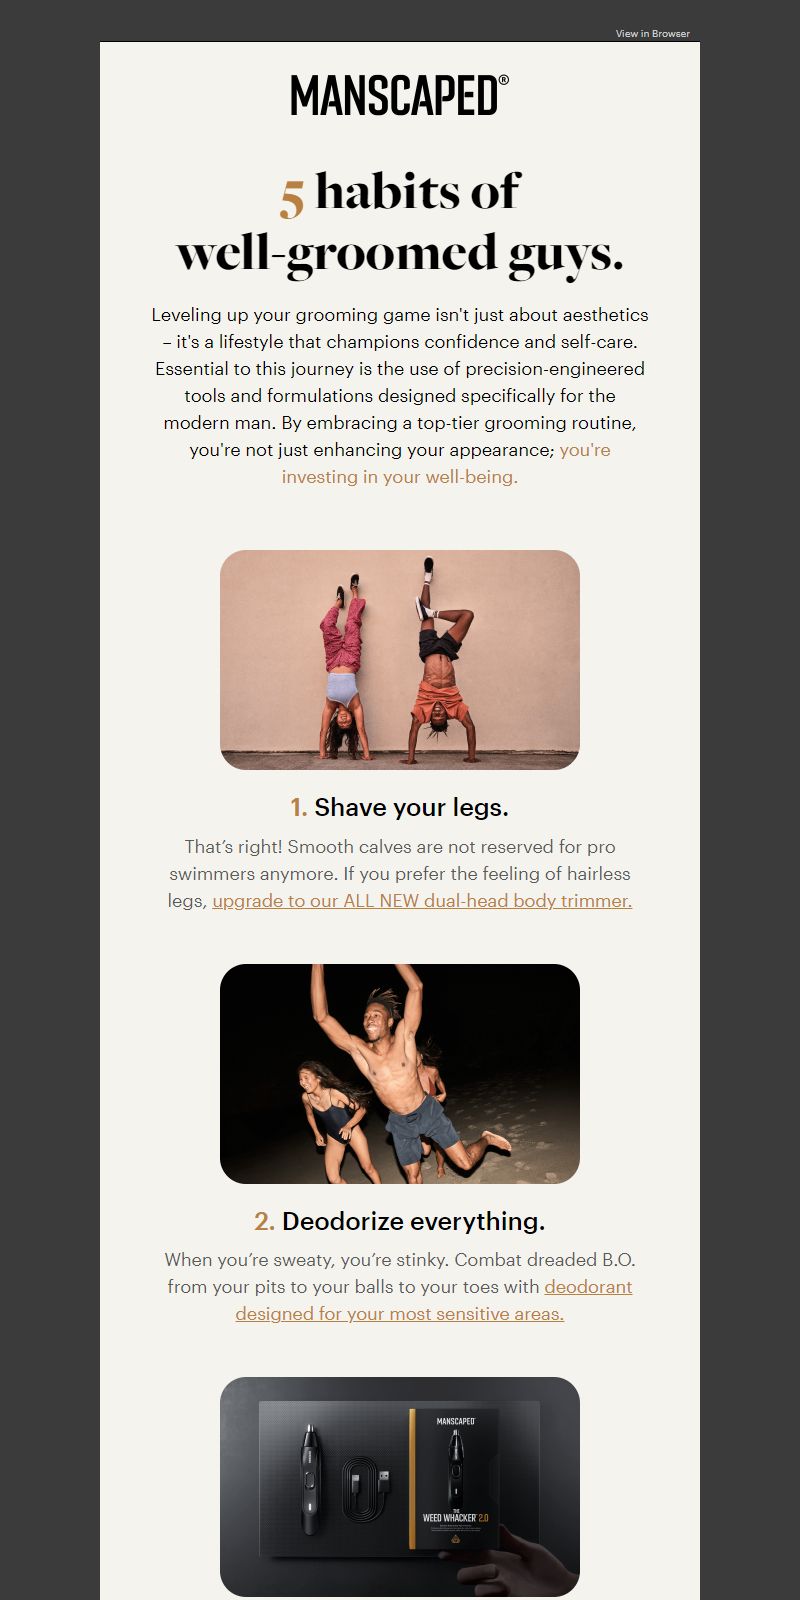 View in Browser
MANSCAPED®
5 habits of
well-groomed guys.
Leveling up your grooming game isn't just about aesthetics
– it's a lifestyle that champions confidence and self-care.
Essential to this journey is the use of precision-engineered
tools and formulations designed specifically for the
modern man. By embracing a top-tier grooming routine,
you're not just enhancing your appearance; you're
investing in your well-being.
1. Shave your legs.
That’s right! Smooth calves are not reserved for pro
swimmers anymore. If you prefer the feeling of hairless
legs, upgrade to our ALL NEW dual-head body trimmer.
2. Deodorize everything.
When you’re sweaty, you’re stinky. Combat dreaded B.O.
from your pits to your balls to your toes with deodorant
designed for your most sensitive areas.
MANSCAPED
THE
WEED WHACKER® 2.0